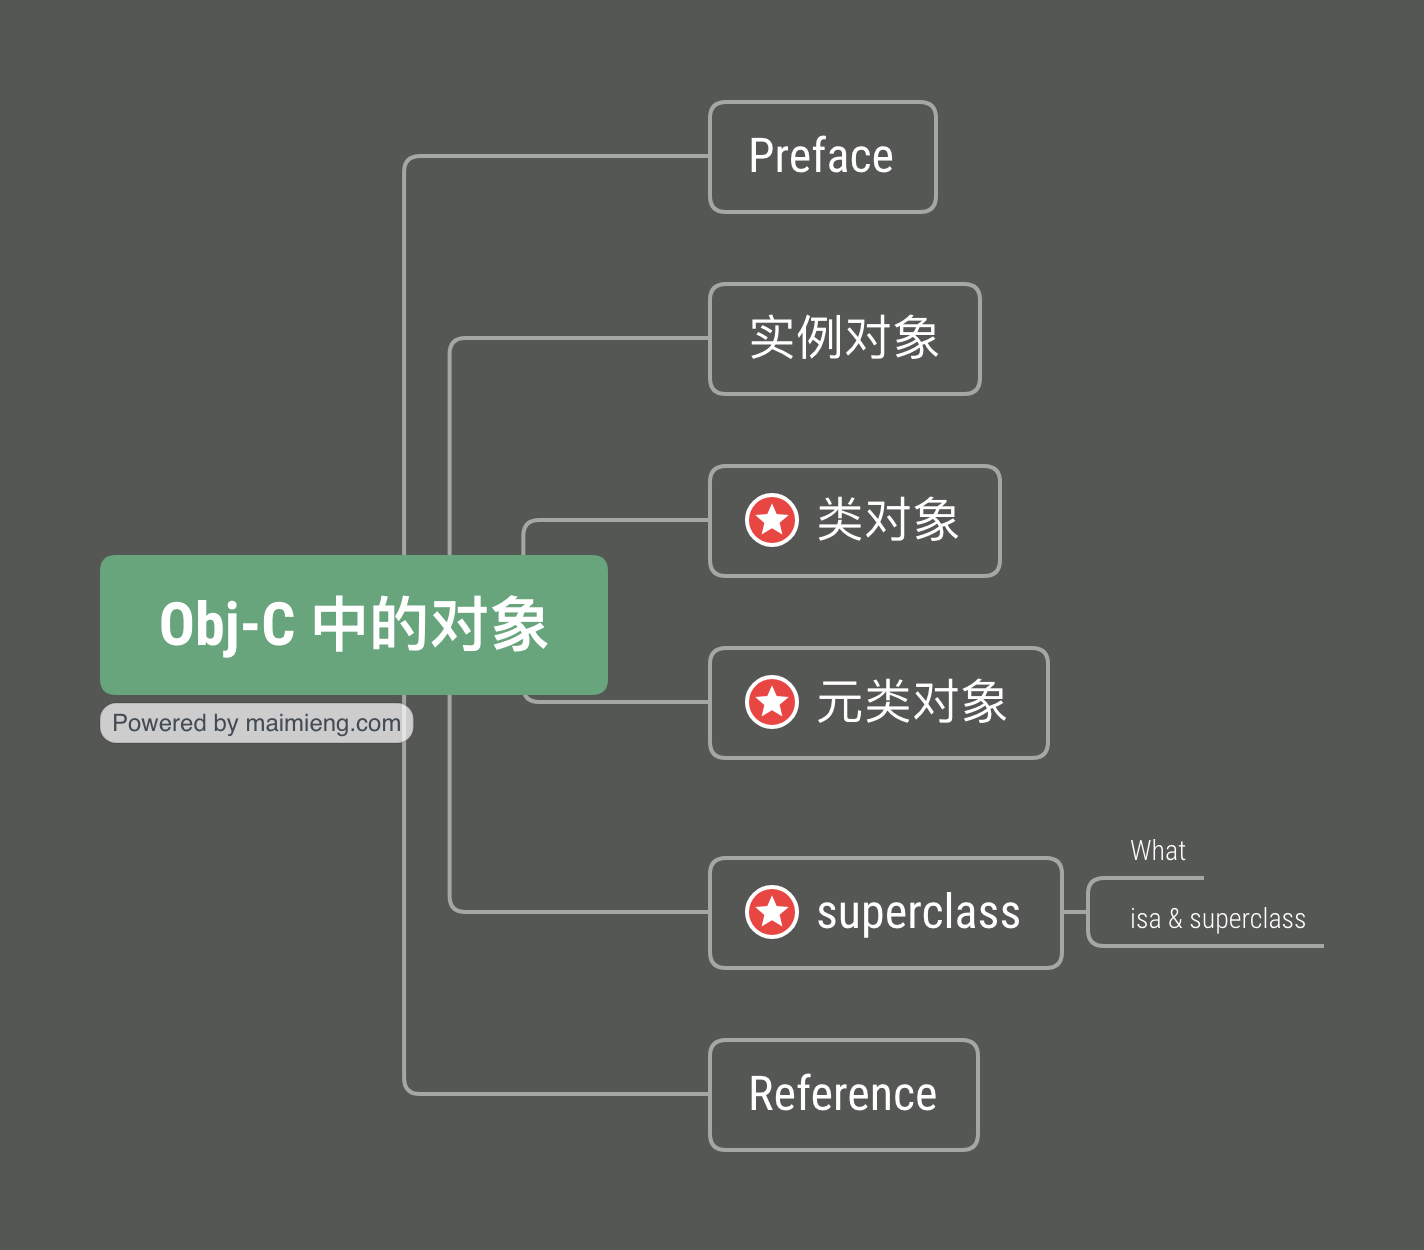 Preface
实例对象
类对象
Obj-C 中的对象
元类对象
Powered by maimieng.com
What
superclass
isa & superclass
Reference